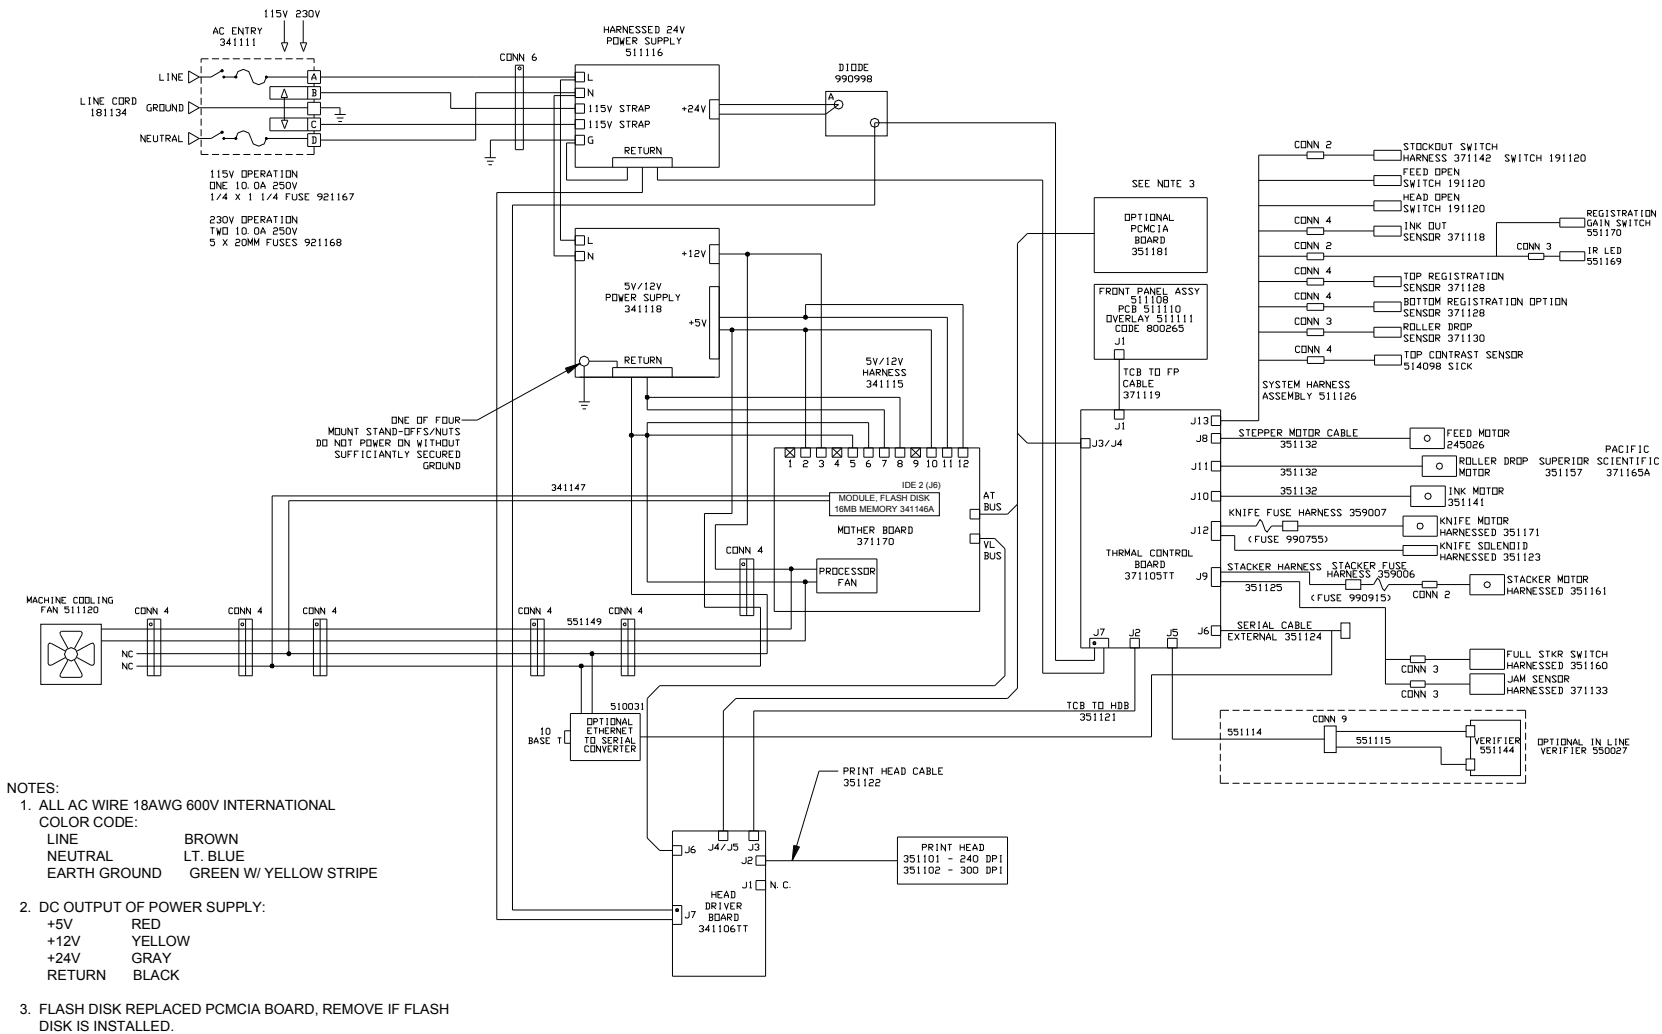 115V 230V
AC ENTRY
341111
LINE
LINE CORD
181134
GROUND
NEUTRAL
A
B
C
D
115V OPERATION
ONE 10.0A 250V
1/4 X 1 1/4 FUSE 921167
230V OPERATION
TWO 10.0A 250V
5 X 20MM FUSES 921168
CONN 6
HARNESSED 24V
POWER SUPPLY
511116
L
N
115V STRAP
115V STRAP
G
+24V
RETURN
DIODE
990998
A
L
N
+12V
5V/12V
POWER SUPPLY
341118
+5V
RETURN
ONE OF FOUR
MOUNT STAND-OFFS/NUTS
DO NOT POWER ON WITHOUT
SUFFICIANTLY SECURED
GROUND
5V/12V
HARNESS
341115
1 2 3 4 5 6 7 8 9 10 11 12
IDE 2 (J6)
MODULE, FLASH DISK
16MB MEMORY 341146A
MOTHER BOARD
371170
AT
BUS
VL
BUS
PROCESSOR
FAN
CONN 4
341147
MACHINE COOLING
FAN 511120
CONN 4
CONN 4
CONN 4
CONN 4
CONN 4
551149
NC
NC
510031
10
BASE T
OPTIONAL
ETHERNET
TO SERIAL
CONVERTER
SEE NOTE 3
OPTIONAL
PCMCIA
BOARD
351181
FRONT PANEL ASSY
511108
PCB 511110
OVERLAY 511111
CODE 800265
J1
TCB TO FP
CABLE
371119
J1
J3/J4
J13
J8
J11
J10
J12
J9
J6
J7
J2
J5
THRMAL CONTROL
BOARD
371105TT
SYSTEM HARNESS
ASSEMBLY 511126
CONN 2
STOCKOUT SWITCH
HARNESS 371142 SWITCH 191120
FEED OPEN
SWITCH 191120
HEAD OPEN
SWITCH 191120
CONN 4
INK OUT
SENSOR 371118
REGISTRATION
GAIN SWITCH
551170
CONN 2
CONN 3
IR LED
551169
CONN 4
TOP REGISTRATION
SENSOR 371128
CONN 4
BOTTOM REGISTRATION OPTION
SENSOR 371128
CONN 3
ROLLER DROP
SENSOR 371130
CONN 4
TOP CONTRAST SENSOR
514098 SICK
STEPPER MOTOR CABLE
351132
FEED MOTOR
245026
351132
ROLLER DROP
MOTOR
SUPERIOR
351157
PACIFIC
SCIENTIFIC
371165A
351132
INK MOTOR
351141
KNIFE FUSE HARNESS 359007
(FUSE 990755)
KNIFE MOTOR
HARNESSED 351171
KNIFE SOLENOID
HARNESSED 351123
STACKER HARNESS
351125
STACKER FUSE
HARNESS 359006
(FUSE 990915)
CONN 2
STACKER MOTOR
HARNESSED 351161
SERIAL CABLE
EXTERNAL 351124
CONN 3
FULL STKR SWITCH
HARNESSED 351160
CONN 3
JAM SENSOR
HARNESSED 371133
TCB TO HDB
351121
551114
CONN 9
551115
VERIFIER
551144
OPTIONAL IN LINE
VERIFIER 550027
PRINT HEAD CABLE
351122
J6
J4/J5
J3
J2
J1
N.C.
J7
HEAD
DRIVER
BOARD
341106TT
PRINT HEAD
351101 - 240 DPI
351102 - 300 DPI
NOTES:
1. ALL AC WIRE 18AWG 600V INTERNATIONAL
COLOR CODE:
LINE BROWN
NEUTRAL LT. BLUE
EARTH GROUND GREEN W/ YELLOW STRIPE
2. DC OUTPUT OF POWER SUPPLY:
+5V RED
+12V YELLOW
+24V GRAY
RETURN BLACK
3. FLASH DISK REPLACED PCMCIA BOARD, REMOVE IF FLASH
DISK IS INSTALLED.